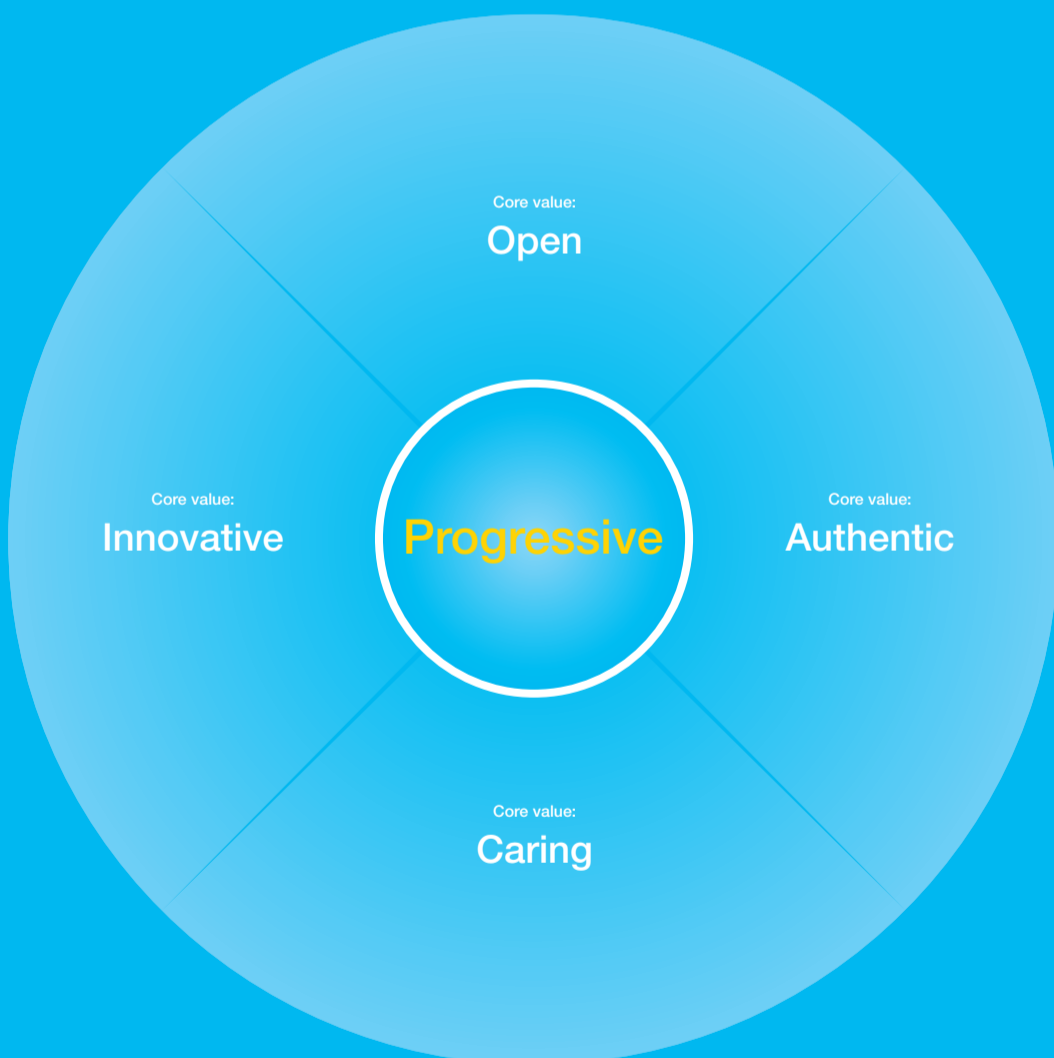 Core value:
Open
Core value:
Innovative
Progressive
Core value:
Authentic
Core value:
Caring